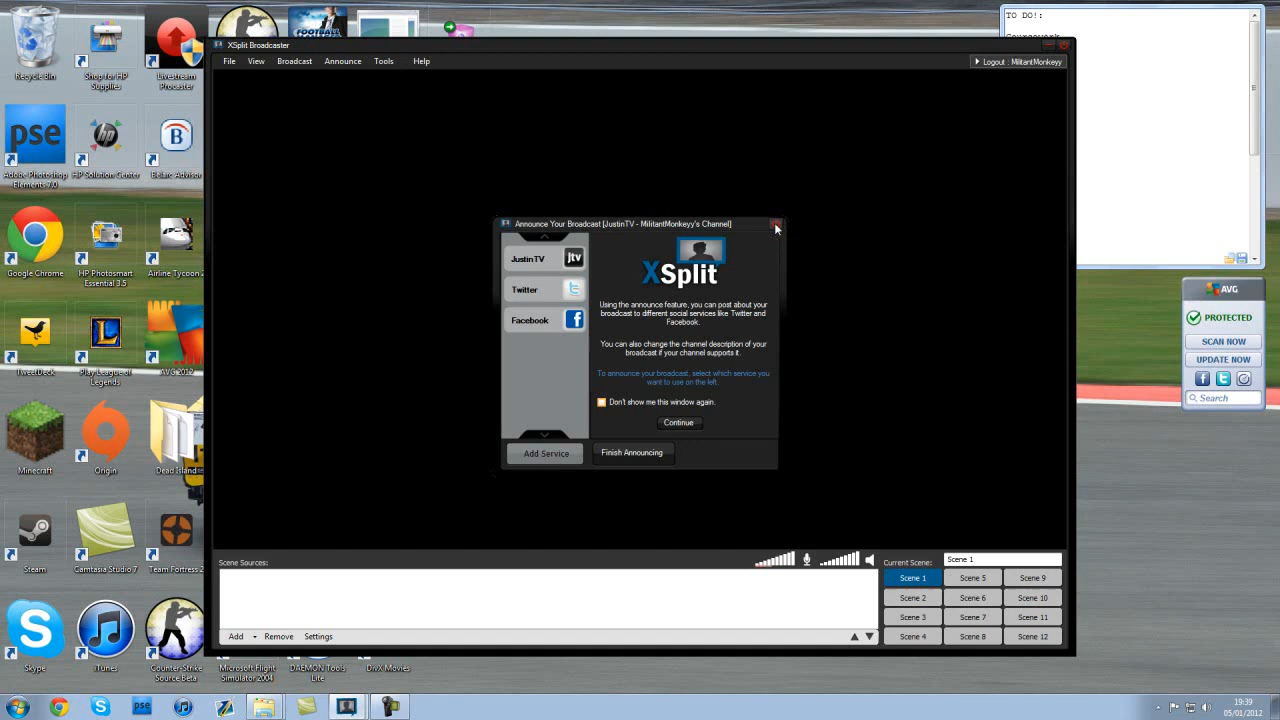 TO DO!:
XSplit Broadcaster
File View Broadcast Announce Tools Help
Logout : MilitantMonkeyy
Recycle Bin
Shop for HP Supplies
Livestream Procaster
FOOTBALL
pse
hp
B
Adobe Photoshop Elements 7.0
HP Solution Center
Belarc Advisor
Google Chrome
HP Photosmart Essential 3.5
Airline Tycoon 2
TweetDeck
Play League of Legends
AVG 2012
Minecraft
Origin
Dead Island
Steam
Camtasia Studio 7
Team Fortress 2
Skype
iTunes
Counter-Strike Source Beta
Microsoft Flight Simulator 2004
DAEMON Tools Lite
DivX Movies
Announce Your Broadcast [JustinTV - MilitantMonkeyy's Channel]
JustinTV
jtv
Twitter
Facebook
XSplit
Using the announce feature, you can post about your
broadcast to different social services like Twitter and
Facebook.
You can also change the channel description of your
broadcast if your channel supports it.
To announce your broadcast, select which service you
want to use on the left.
Don't show me this window again.
Continue
Add Service
Finish Announcing
AVG
PROTECTED
SCAN NOW
UPDATE NOW
Search
Scene Sources:
Current Scene:
Scene 1
Scene 1 Scene 5 Scene 9
Scene 2 Scene 6 Scene 10
Scene 3 Scene 7 Scene 11
Scene 4 Scene 8 Scene 12
Add Remove Settings
pse
19:39
05/01/2012